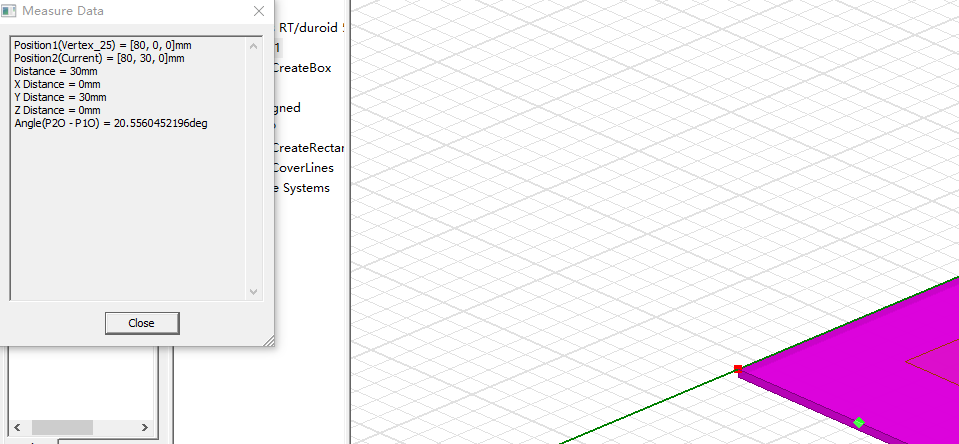 Measure Data
Position1(Vertex_25) = [80, 0, 0]mm
Position2(Current) = [80, 30, 0]mm
Distance = 30mm
X Distance = 0mm
Y Distance = 30mm
Z Distance = 0mm
Angle(P2O - P1O) = 20.5560452196deg
Close
RT/duroid
1
CreateBox
gned
CreateRectar
CoverLines
e Systems